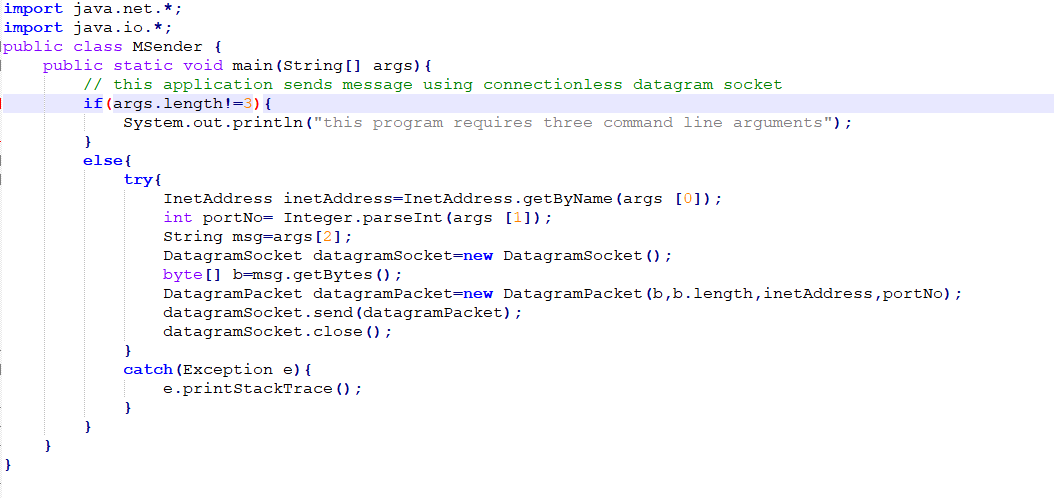 import java.net.*;
import java.io.*;
public class MSender {
    public static void main(String[] args){
        // this application sends message using connectionless datagram socket
        if(args.length!=3){
            System.out.println("this program requires three command line arguments");
        }
        else{
            try{
                InetAddress inetAddress=InetAddress.getByName(args [0]);
                int portNo= Integer.parseInt(args [1]);
                String msg=args[2];
                DatagramSocket datagramSocket=new DatagramSocket();
                byte[] b=msg.getBytes();
                DatagramPacket datagramPacket=new DatagramPacket(b,b.length,inetAddress,portNo);
                datagramSocket.send(datagramPacket);
                datagramSocket.close();
            }
            catch(Exception e){
                e.printStackTrace();
            }
        }
    }
}